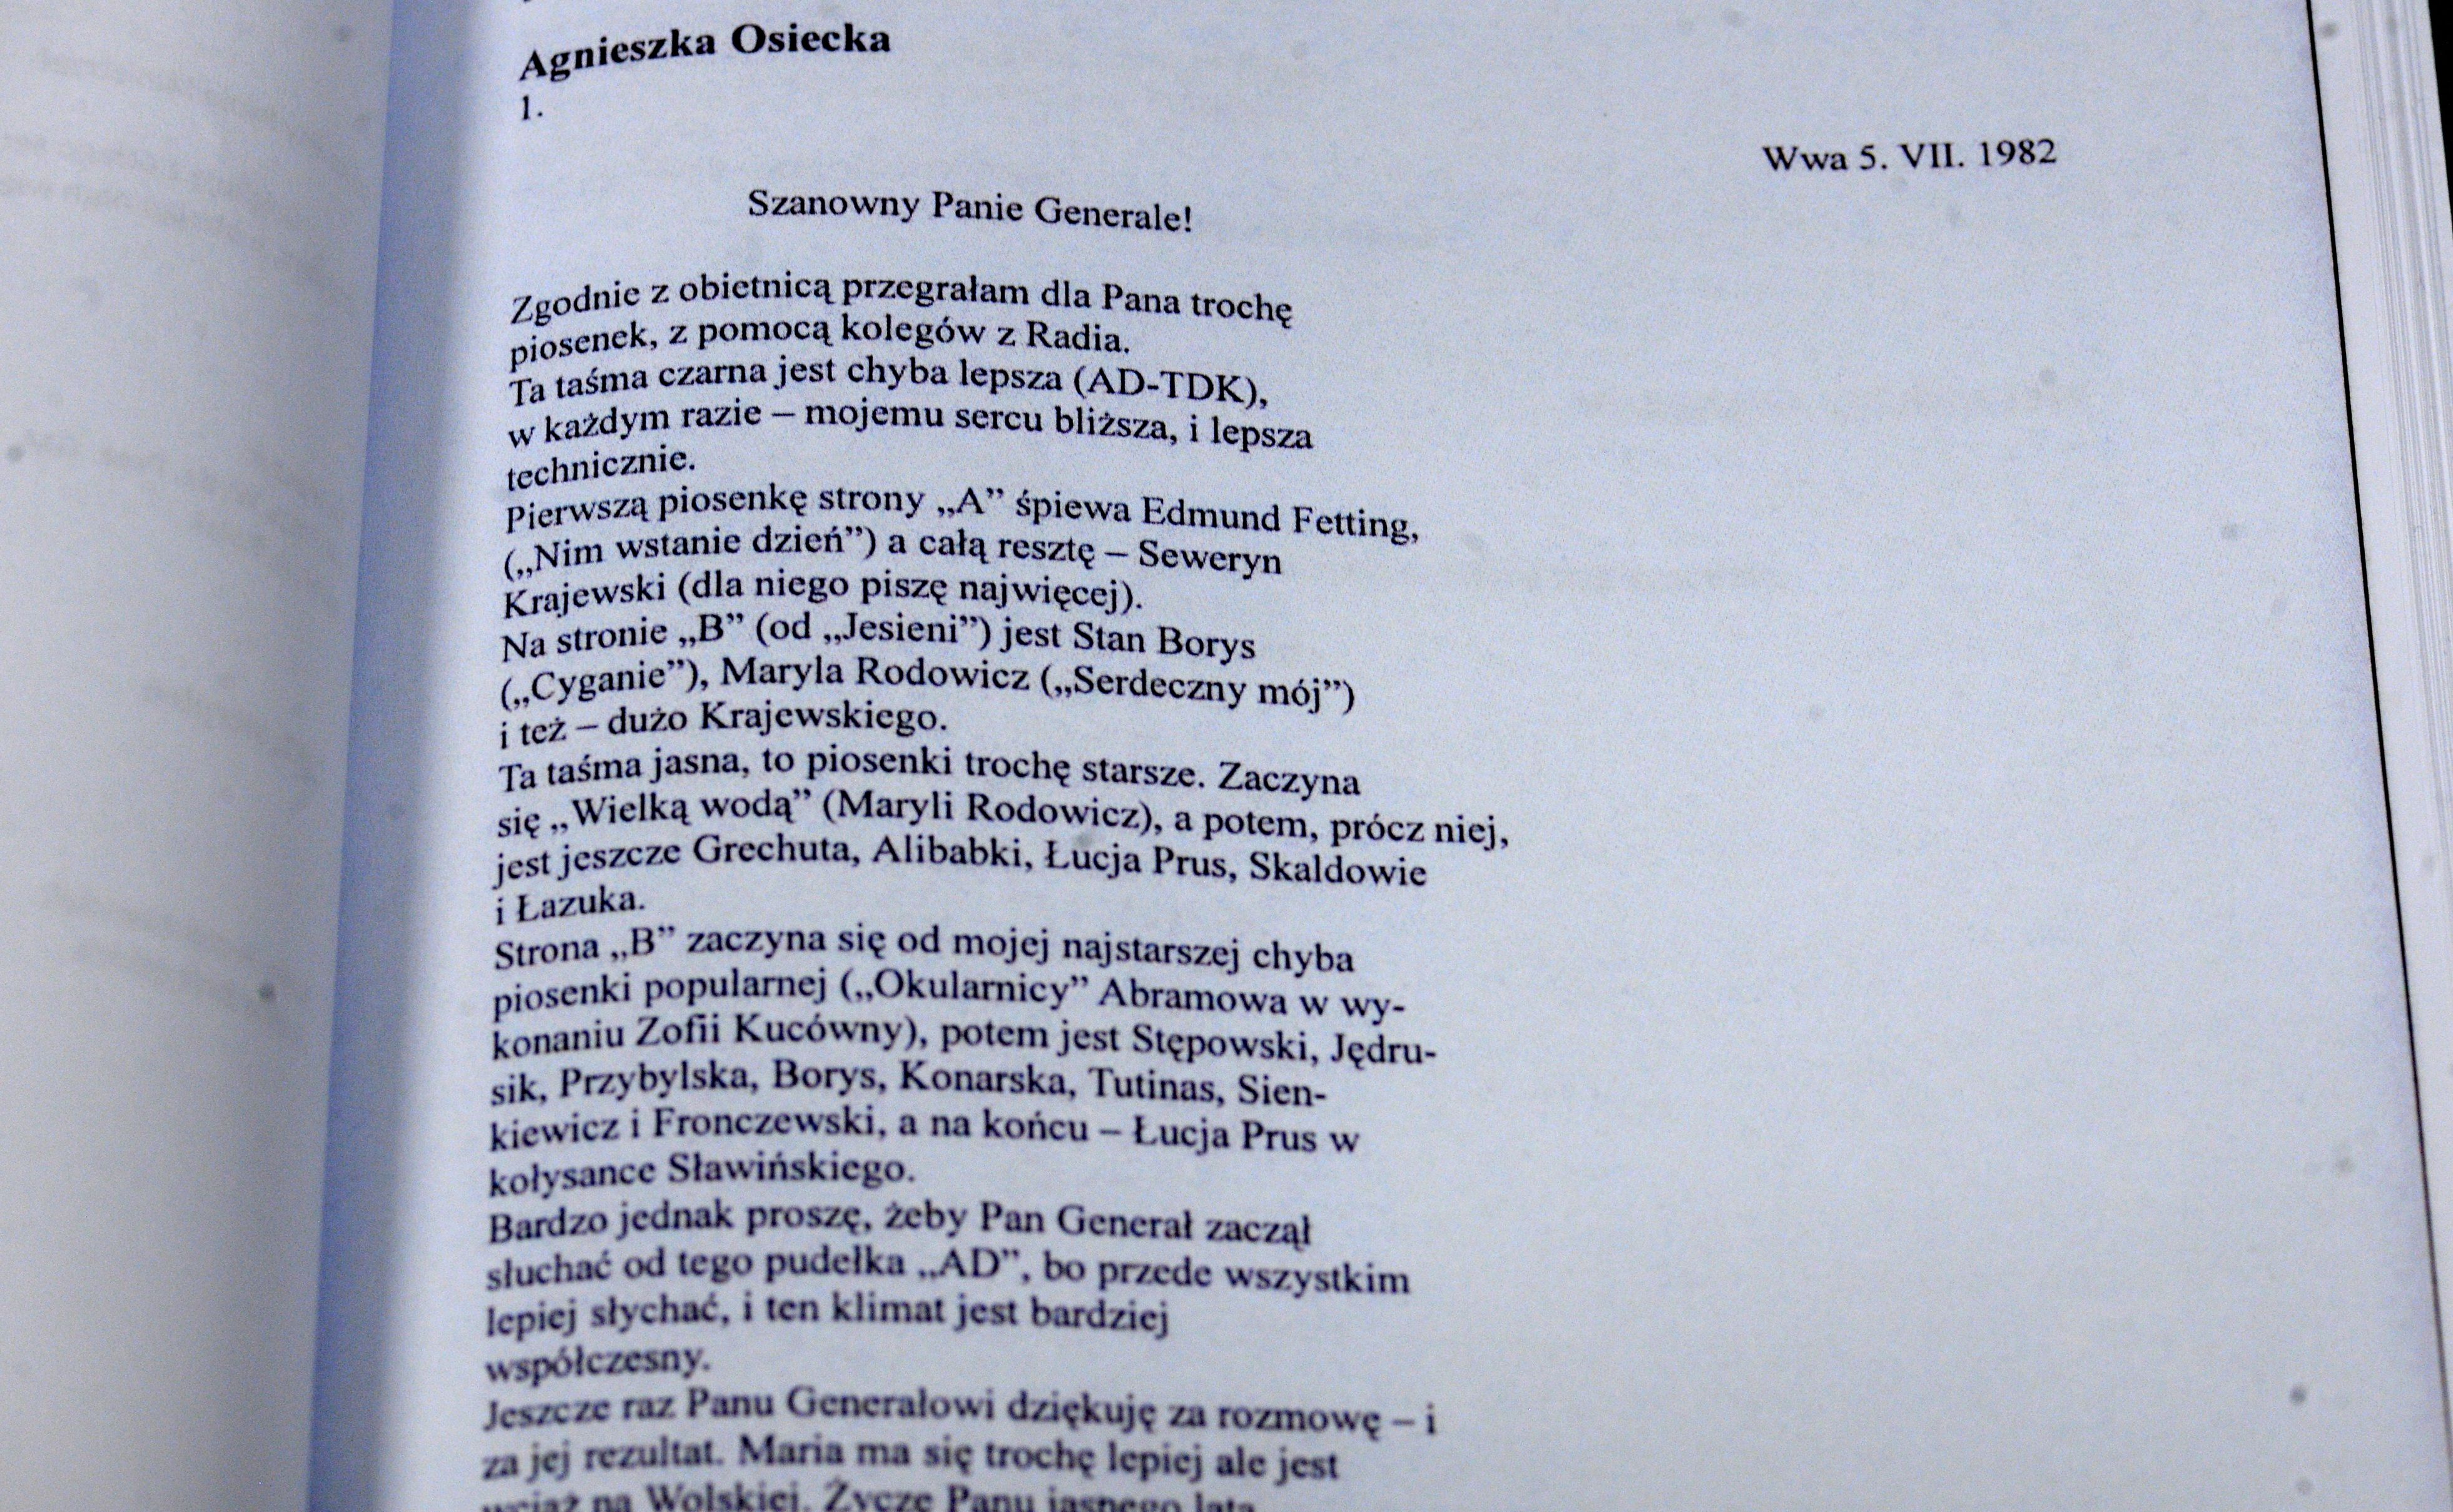 Agnieszka Osiecka
1.
Wwa 5. VII. 1982
Szanowny Panie Generale!
Zgodnie z obietnicą przegrałam dla Pana trochę
piosenek, z pomocą kolegów z Radia.
Ta taśma czarna jest chyba lepsza (AD-TDK),
w każdym razie – mojemu sercu bliższa, i lepsza
technicznie.
Pierwszą piosenkę strony „A” śpiewa Edmund Fetting,
(„Nim wstanie dzień”) a całą resztę – Seweryn
Krajewski (dla niego piszę najwięcej).
Na stronie „B” (od „Jesieni”) jest Stan Borys
(„Cyganie”), Maryla Rodowicz („Serdeczny mój”)
i też – dużo Krajewskiego.
Ta taśma jasna, to piosenki trochę starsze. Zaczyna
się „Wielką wodą” (Maryli Rodowicz), a potem, prócz niej,
jest jeszcze Grechuta, Alibabki, Łucja Prus, Skaldowie
i Łazuka.
Strona „B” zaczyna się od mojej najstarszej chyba
piosenki popularnej („Okularnicy” Abramowa w wy-
konaniu Zofii Kucówny), potem jest Stępowski, Jędru-
sik, Przybylska, Borys, Konarska, Tutinas, Sien-
kiewicz i Fronczewski, a na końcu – Łucja Prus w
kołysance Sławińskiego.
Bardzo jednak proszę, żeby Pan Generał zaczął
słuchać od tego pudełka „AD”, bo przede wszystkim
lepiej słychać, i ten klimat jest bardziej
współczesny.
Jeszcze raz Panu Generałowi dziękuję za rozmowę – i
za jej rezultat. Maria ma się trochę lepiej ale jest
wciąż na Wolskiej. Życzę Panu jasnego lata